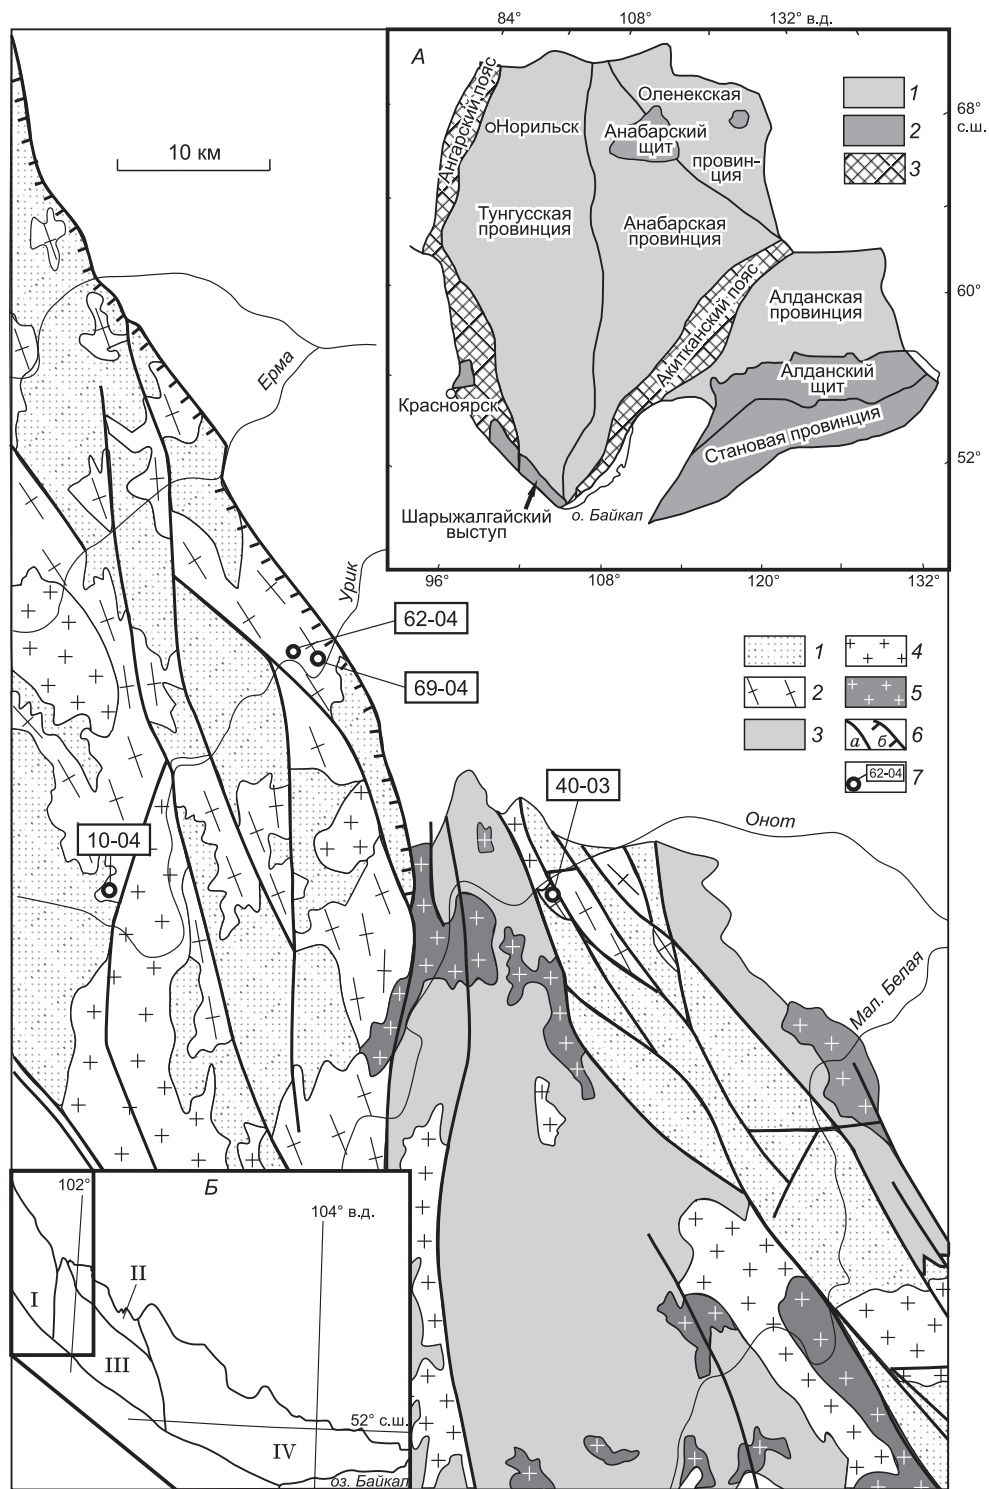 84°
108°
132° в.д.
А
Ангарский пояс
Норильск
Оленекская
Анабарский
щит
провин-
ция
1
2
3
68°
с.ш.
10 км
Тунгусская
провинция
Анабарская
провинция
60°
Акитканский пояс
Алданская
провинция
Ерма
Алданский
щит
Красноярск
Становая провинция
52°
Шарыжалгайский
выступ
о. Байкал
96°
108°
120°
132°
Урик
62-04
69-04
1
2
3
4
5
а
б
6
62-04
7
40-03
10-04
Онот
Мал. Белая
Б
102°
104° в.д.
I
II
III
IV
52° с.ш.
оз. Байкал